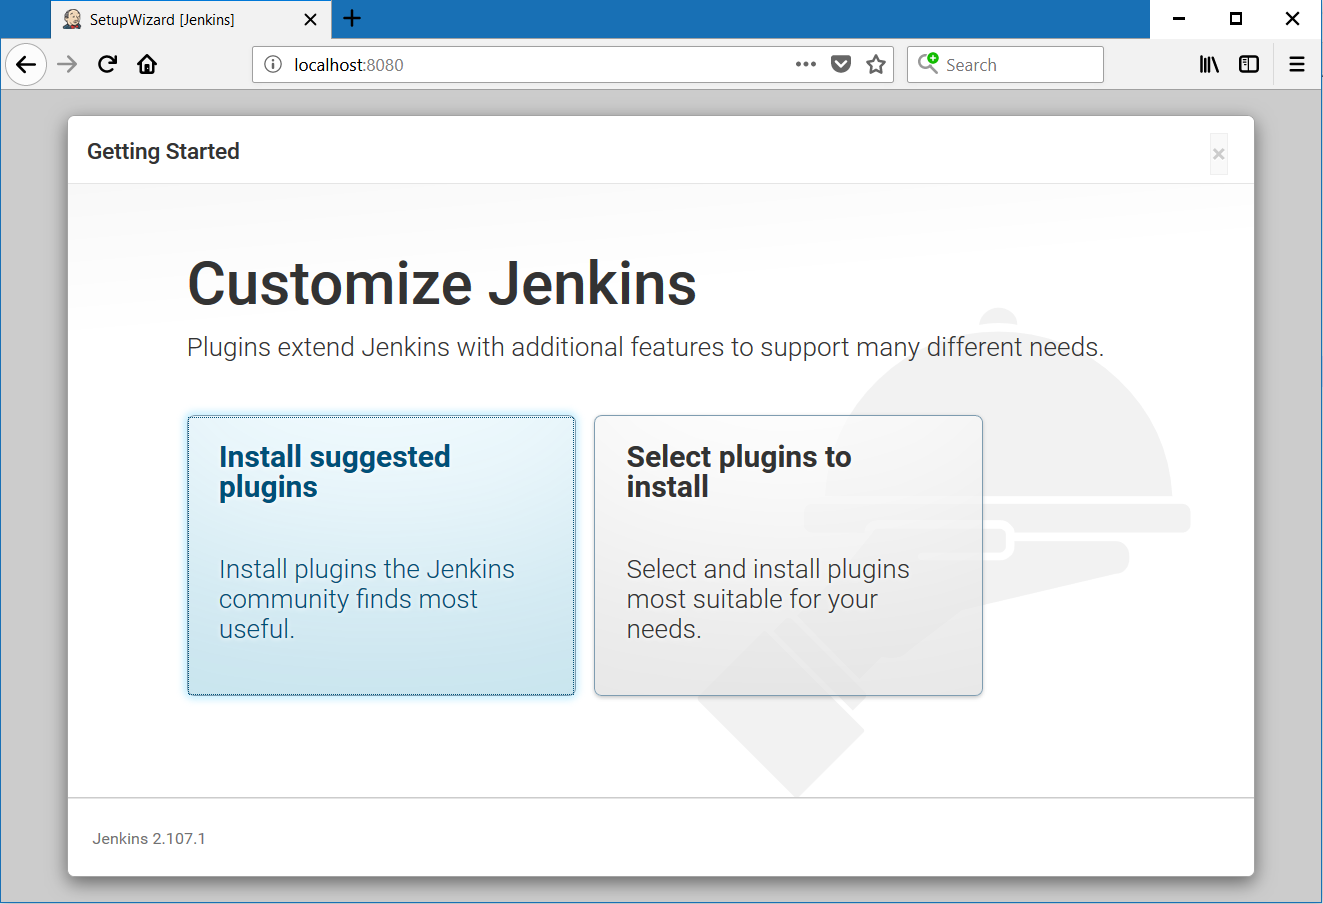 SetupWizard [Jenkins]
localhost:8080
Search
Getting Started
Customize Jenkins
Plugins extend Jenkins with additional features to support many different needs.
Install suggested
plugins
Install plugins the Jenkins
community finds most
useful.
Select plugins to
install
Select and install plugins
most suitable for your
needs.
Jenkins 2.107.1